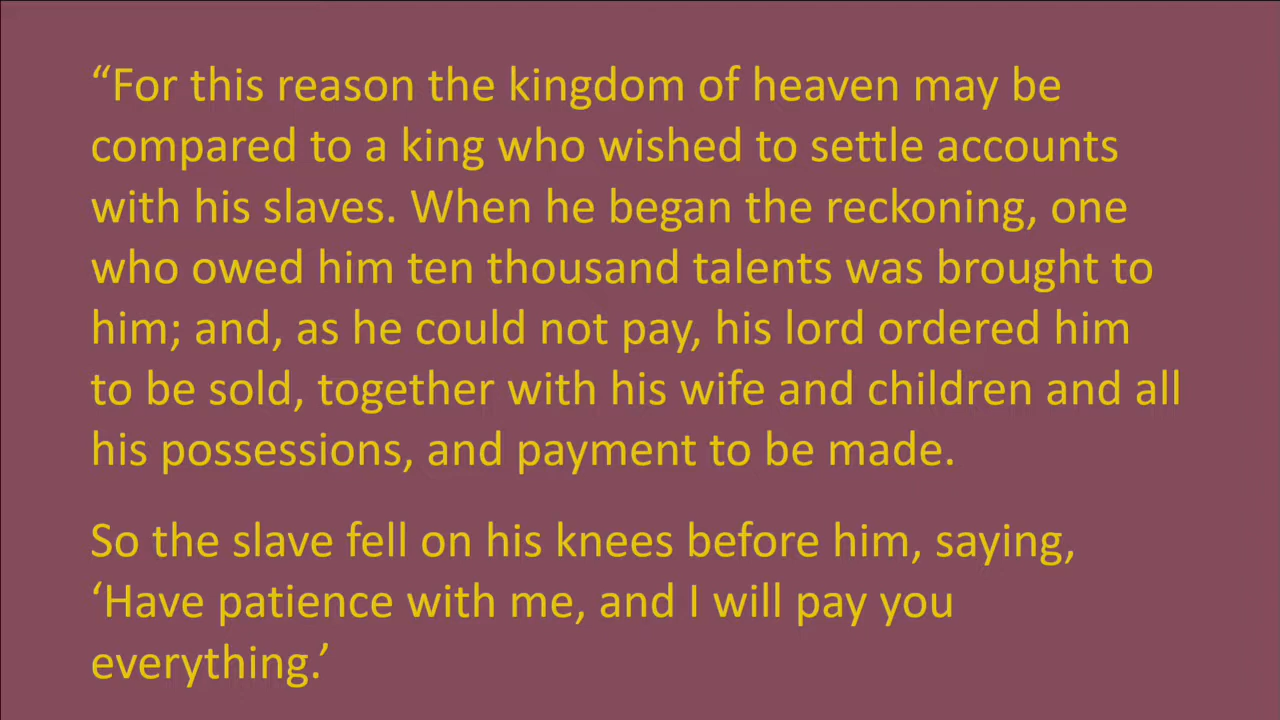 “For this reason the kingdom of heaven may be
compared to a king who wished to settle accounts
with his slaves. When he began the reckoning, one
who owed him ten thousand talents was brought to
him; and, as he could not pay, his lord ordered him
to be sold, together with his wife and children and all
his possessions, and payment to be made.
So the slave fell on his knees before him, saying,
‘Have patience with me, and I will pay you
everything.’